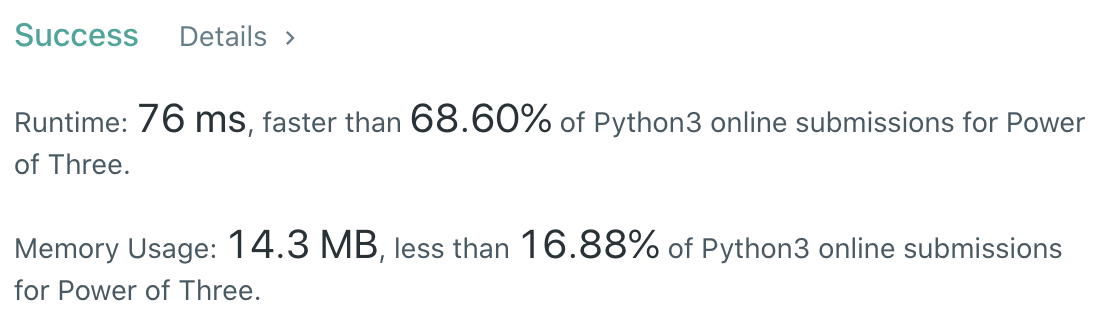 Success Details >
Runtime: 76 ms, faster than 68.60% of Python3 online submissions for Power
of Three.
Memory Usage: 14.3 MB, less than 16.88% of Python3 online submissions
for Power of Three.